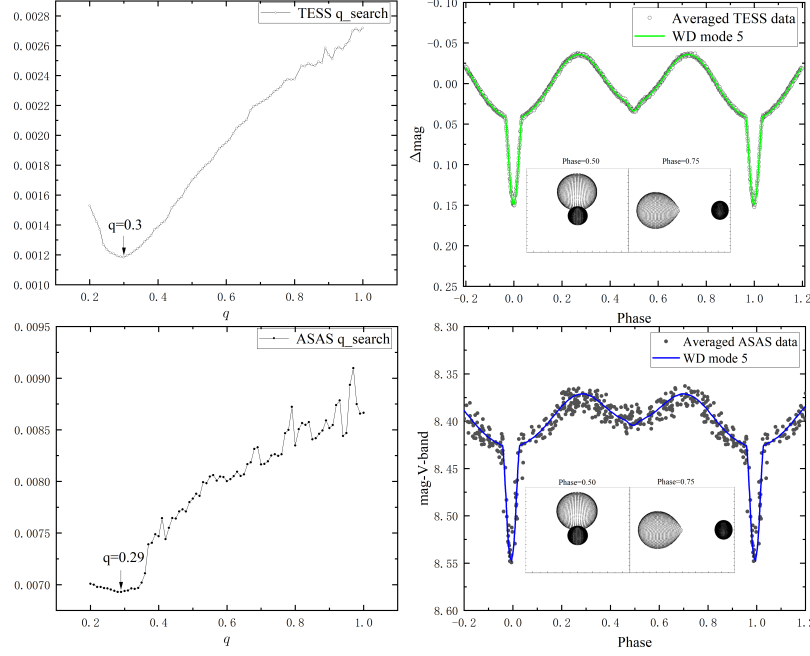 TESS q_search
0.0028
0.0026
0.0024
0.0022
0.0020
0.0018
0.0016
0.0014
0.0012
0.0010
q=0.3
0.2 0.4 0.6 0.8 1.0
q
Averaged TESS data
WD mode 5
-0.10
-0.05
0.00
0.05
0.10
0.15
0.20
0.25
Δmag
Phase=0.50 Phase=0.75
-0.2 0.0 0.2 0.4 0.6 0.8 1.0 1.2
Phase
ASAS q_search
0.0095
0.0090
0.0085
0.0080
0.0075
0.0070
q=0.29
0.2 0.4 0.6 0.8 1.0
q
Averaged ASAS data
WD mode 5
8.30
8.35
8.40
8.45
8.50
8.55
8.60
mag-V-band
Phase=0.50 Phase=0.75
-0.2 0.0 0.2 0.4 0.6 0.8 1.0 1.2
Phase